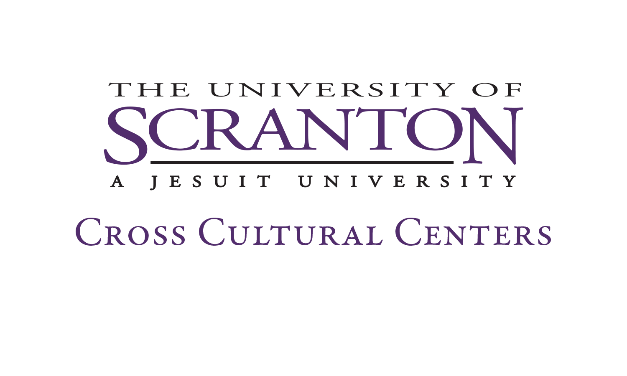 THE UNIVERSITY OF
SCRANTON
A JESUIT UNIVERSITY
CROSS CULTURAL CENTERS